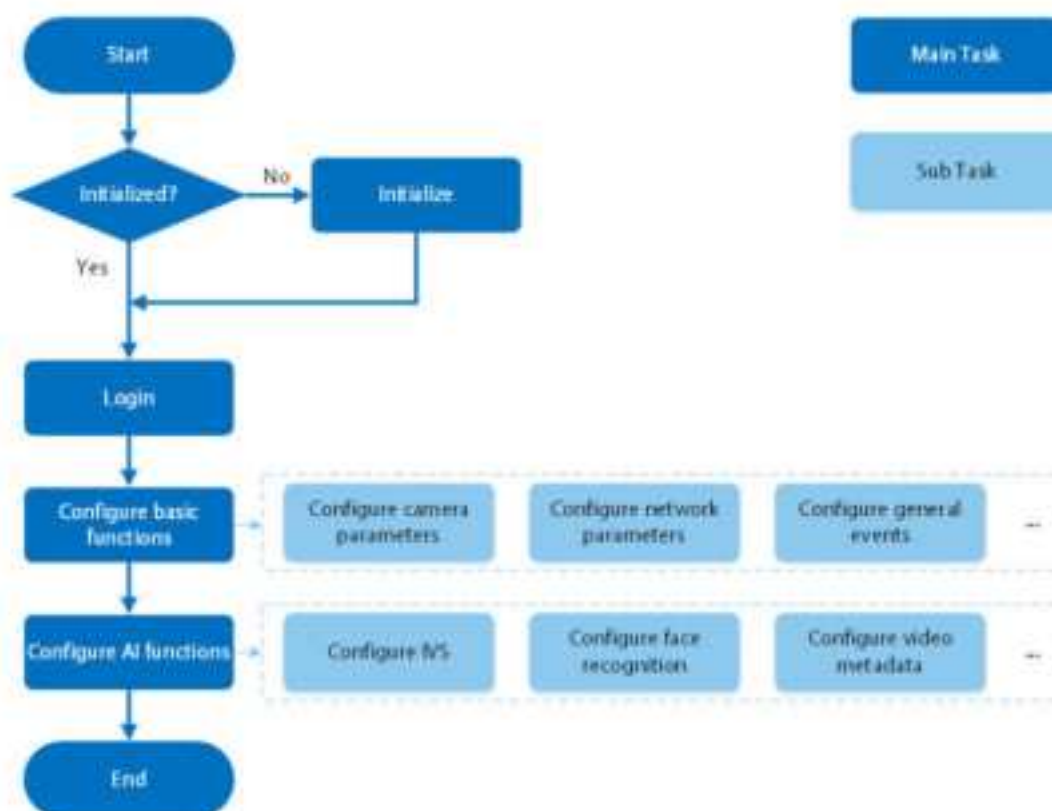 Start
Main Task
Initialized?
No
Initialize
Sub Task
Yes
Login
Configure basic
functions
Configure camera
parameters
Configure network
parameters
Configure general
events
...
Configure AI functions
Configure IVS
Configure face
recognition
Configure video
metadata
...
End